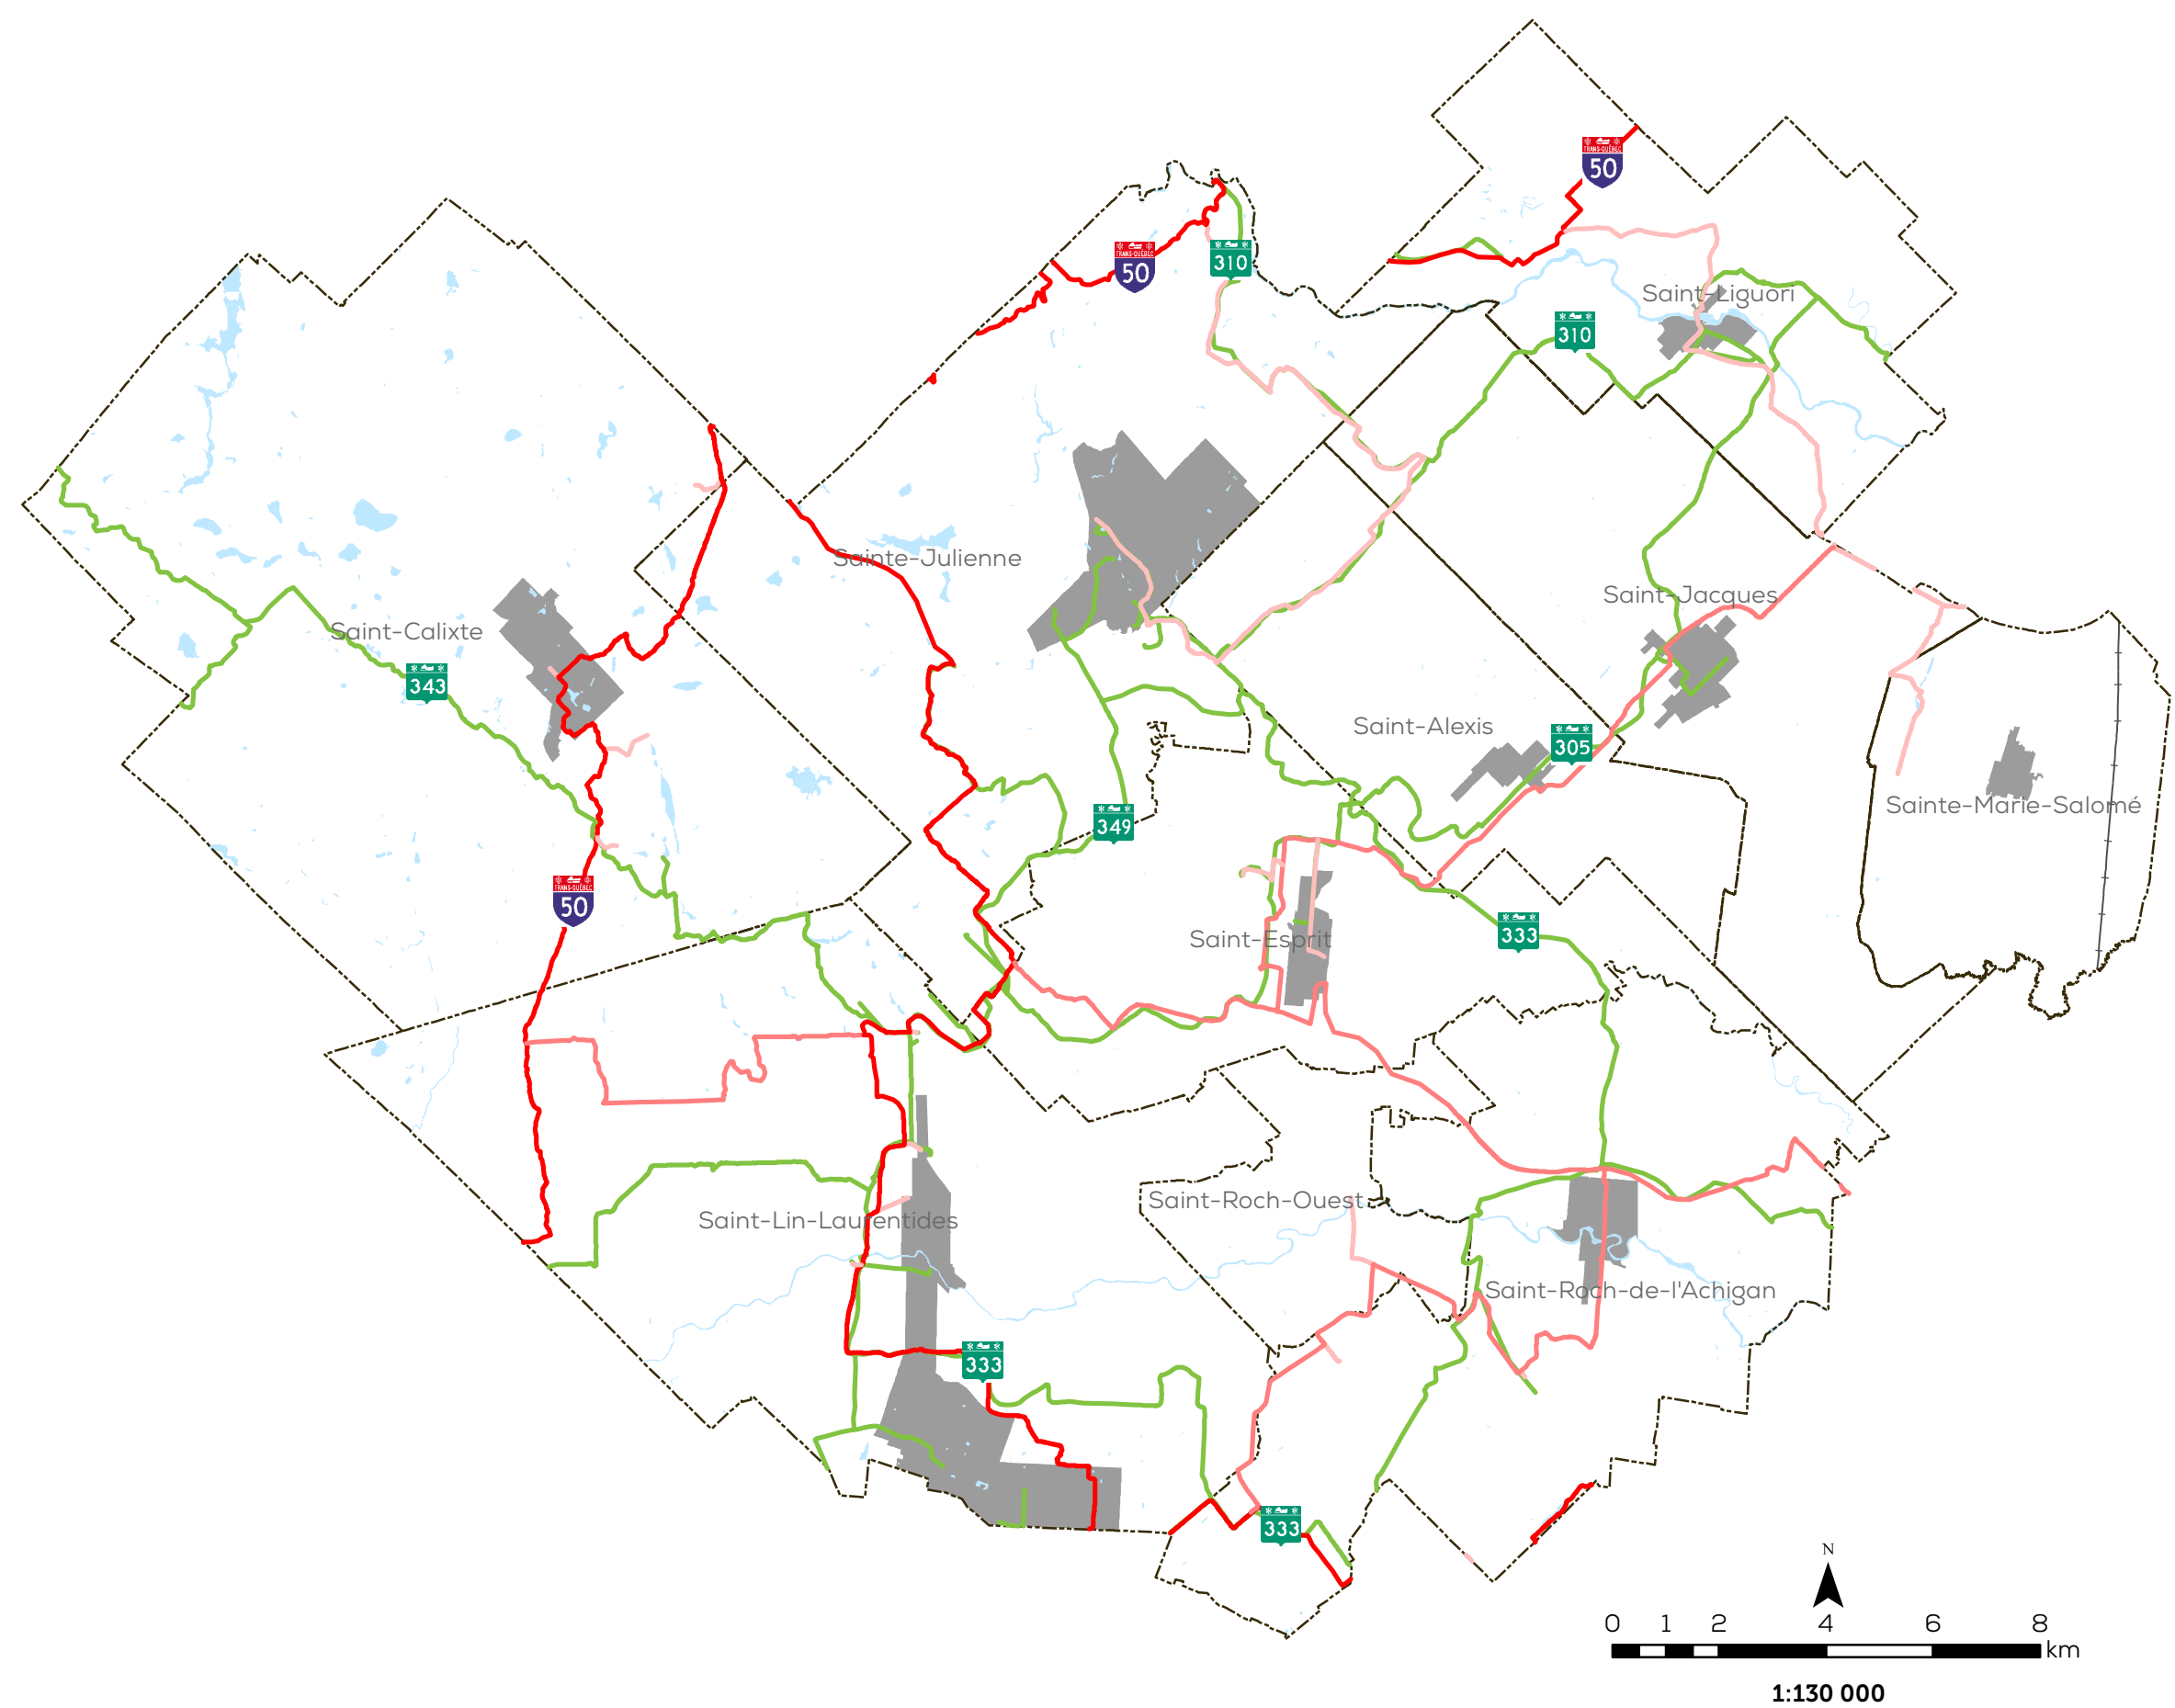 TRANS-QUÉBEC
50
TRANS-QUÉBEC
50
310
Saint-Liguori
310
Sainte-Julienne
Saint-Jacques
Saint-Calixte
343
Saint-Alexis
305
Sainte-Marie-Salomé
349
TRANS-QUÉBEC
50
333
Saint-Esprit
Saint-Roch-Ouest
Saint-Lin-Laurentides
Saint-Roch-de-l'Achigan
333
333
N
0 1 2 4 6 8
km
1:130 000